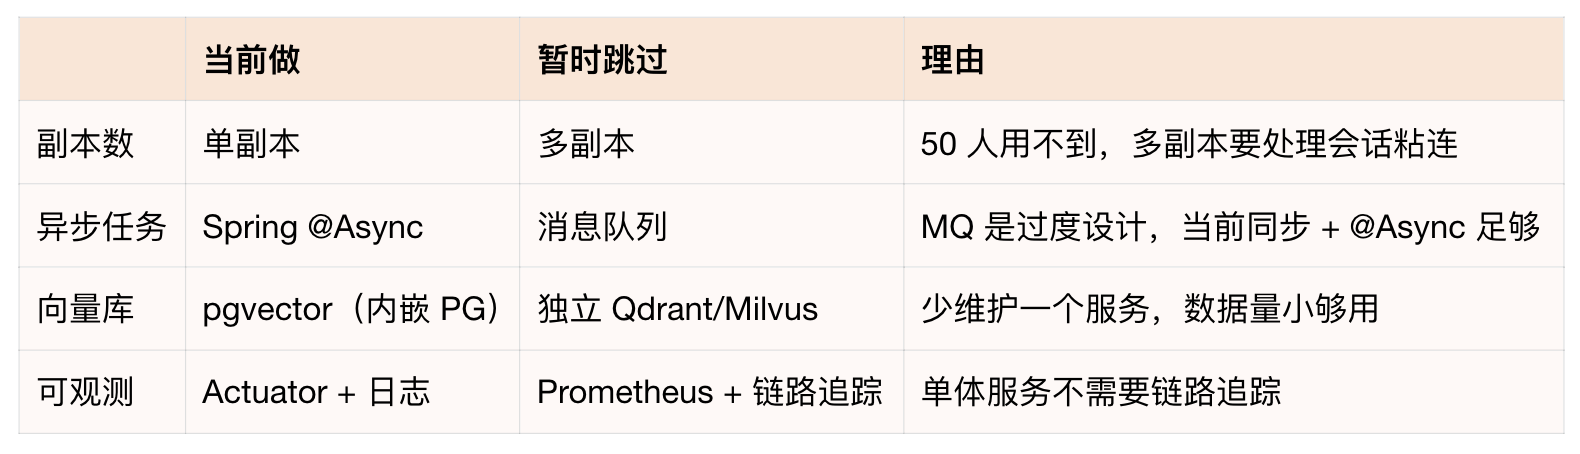 当前做 暂时跳过 理由
副本数 单副本 多副本 50 人用不到，多副本要处理会话粘连
异步任务 Spring @Async 消息队列 MQ 是过度设计，当前同步 + @Async 足够
向量库 pgvector（内嵌 PG） 独立 Qdrant/Milvus 少维护一个服务，数据量小够用
可观测 Actuator + 日志 Prometheus + 链路追踪 单体服务不需要链路追踪